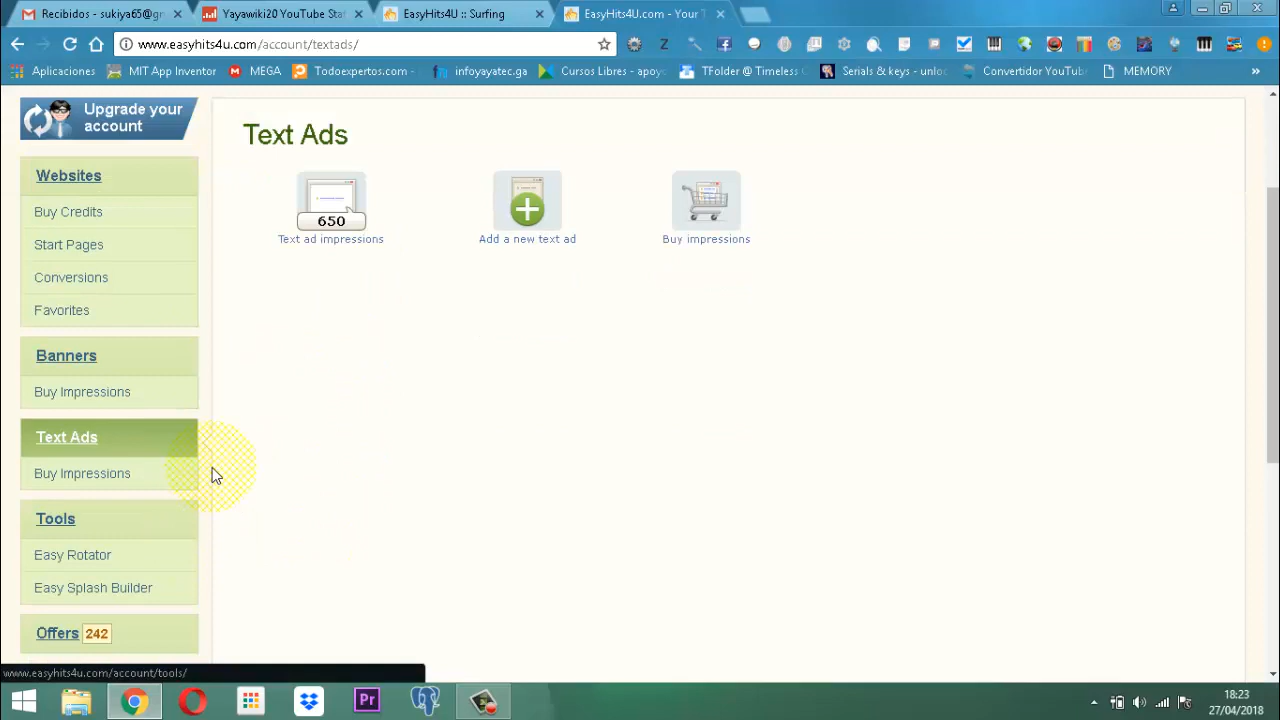 Recibidos - sukiya65@gr
Yayawiki20 YouTube Stat
EasyHits4U :: Surfing
EasyHits4U.com - Your T
www.easyhits4u.com/account/textads/
Aplicaciones
MIT App Inventor
MEGA
Todoexpertos.com -
infoyayatec.ga
Cursos Libres - apoyo
TFolder @ Timeless
Serials & keys - unlo
Convertidor YouTub
MEMORY
»
Upgrade your
account
Websites
Buy Credits
Start Pages
Conversions
Favorites
Banners
Buy Impressions
Text Ads
Buy Impressions
Tools
Easy Rotator
Easy Splash Builder
Offers 242
Text Ads
650
Text ad impressions
Add a new text ad
Buy impressions
www.easyhits4u.com/account/tools/
Pr
18:23
27/04/2018